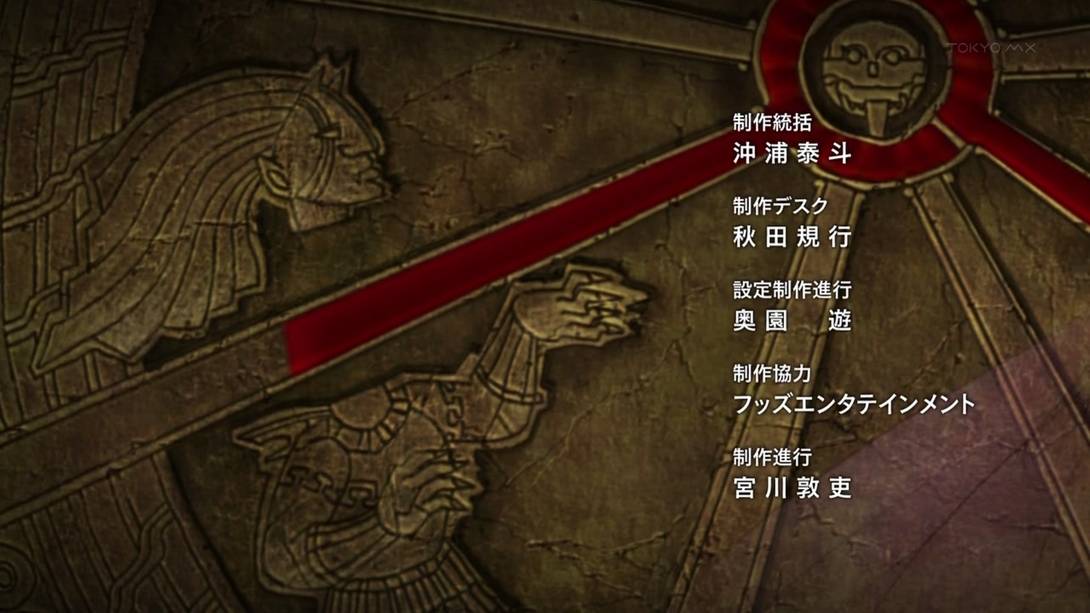 TOKYO MX
制作統括
沖浦泰斗
制作デスク
秋田規行
設定制作進行
奥園　遊
制作協力
フッズエンタテインメント
制作進行
宮川敦吏